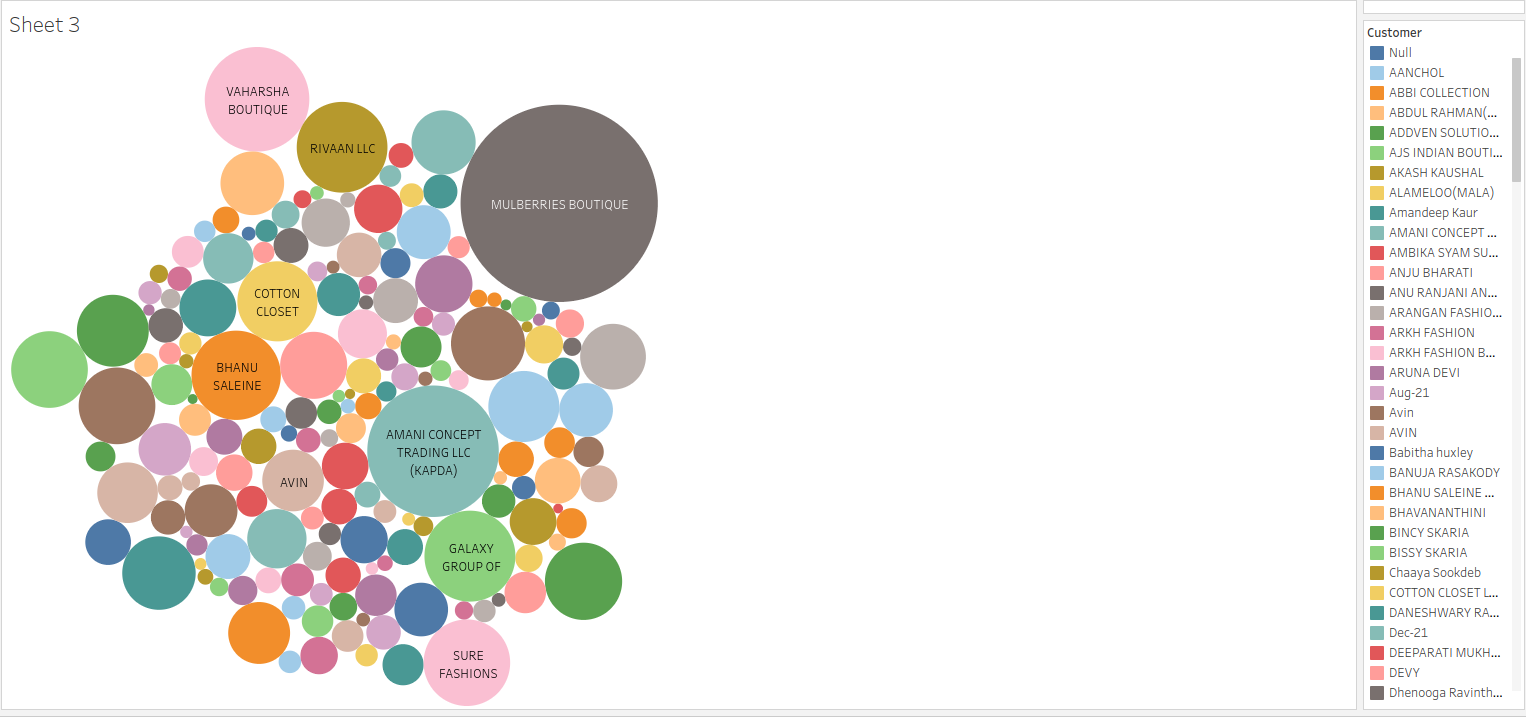 Sheet 3
VAHARSHA
BOUTIQUE
RIVAAN LLC
MULBERRIES BOUTIQUE
COTTON
CLOSET
BHANU
SALEINE
AMANI CONCEPT
TRADING LLC
(KAPDA)
AVIN
GALAXY
GROUP OF
SURE
FASHIONS
Customer
Null
AANCHOL
ABBI COLLECTION
ABDUL RAHMAN(...
ADDVEN SOLUTIO...
AJS INDIAN BOUTI...
AKASH KAUSHAL
ALAMELOO(MALA)
Amandeep Kaur
AMANI CONCEPT ...
AMBIKA SYAM SU...
ANJU BHARATI
ANU RANJANI AN...
ARANGAN FASHIO...
ARKH FASHION
ARKH FASHION B...
ARUNA DEVI
Aug-21
Avin
AVIN
Babitha huxley
BANUJA RASAKODY
BHANU SALEINE ...
BHAVANANTHINI
BINCY SKARIA
BISSY SKARIA
Chaaya Sookdeb
COTTON CLOSET L...
DANESHWARY RA...
Dec-21
DEEPARATI MUKH...
DEVY
Dhenooga Ravinth...